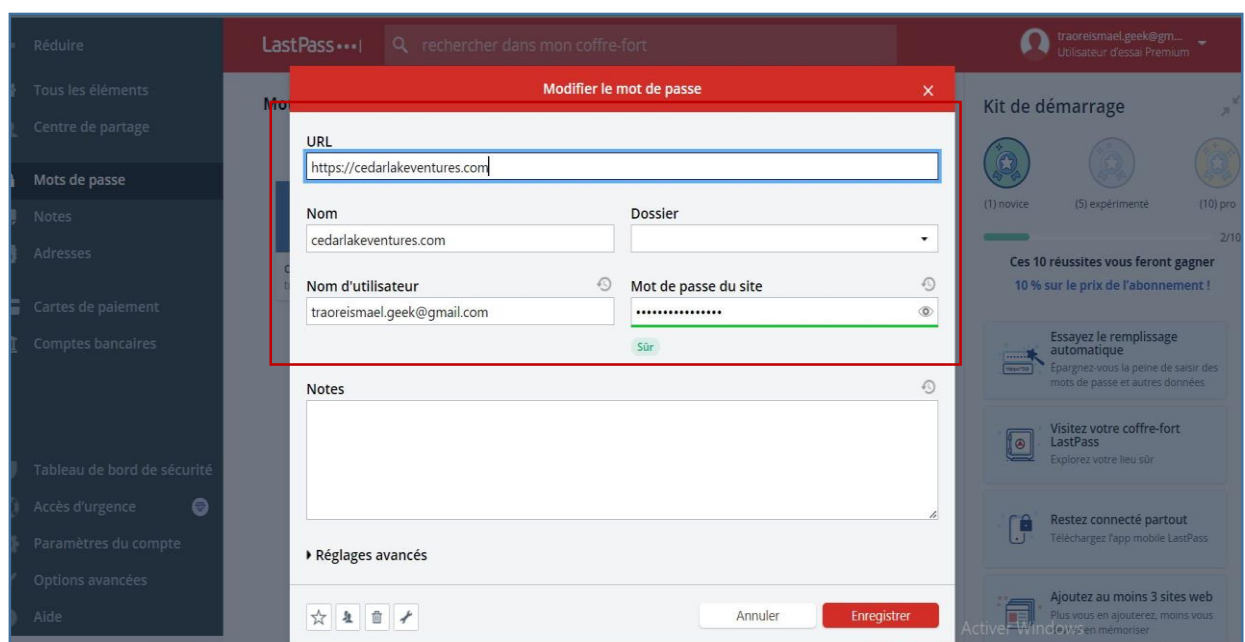 Réduire
LastPass
rechercher dans mon coffre-fort
traoreismael.geek@gm...
Utilisateur d'essai Premium
Tous les éléments
Centre de partage
Mots de passe
Notes
Adresses
Cartes de paiement
Comptes bancaires
Tableau de bord de sécurité
Accès d'urgence
Paramètres du compte
Options avancées
Aide
Modifier le mot de passe
URL
https://cedarlakeventures.com
Nom
Dossier
cedarlakeventures.com
Nom d'utilisateur
Mot de passe du site
traoreismael.geek@gmail.com
••••••••••••••••
Sûr
Notes
Réglages avancés
Annuler
Enregistrer
Kit de démarrage
(1) novice
(5) expérimenté
(10) pro
2/10
Ces 10 réussites vous feront gagner
10 % sur le prix de l'abonnement !
Essayez le remplissage
automatique
Épargnez-vous la peine de saisir des
mots de passe et autres données
Visitez votre coffre-fort
LastPass
Explorez votre lieu sûr
Restez connecté partout
Téléchargez l'app mobile LastPass
Ajoutez au moins 3 sites web
Plus vous en ajouterez, moins vous
en mémoriser
Activer Windows